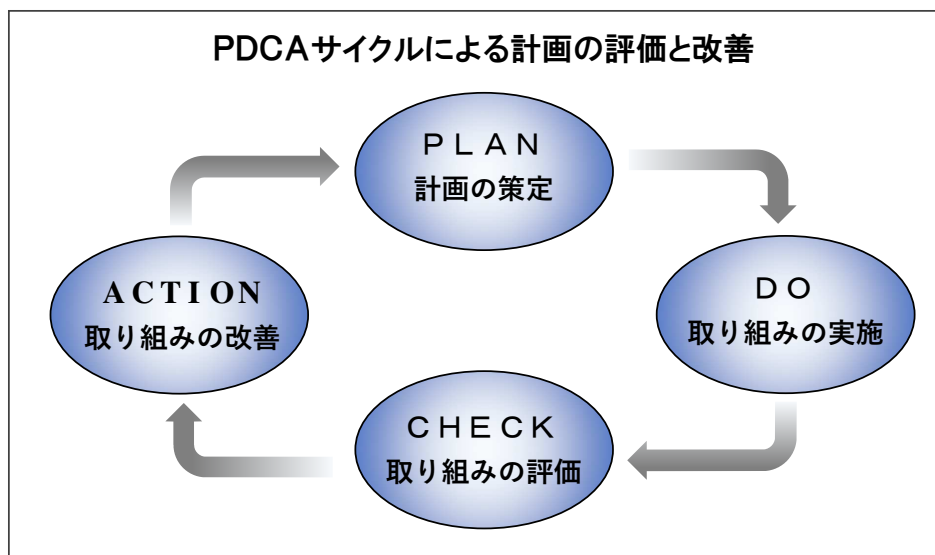 PDCAサイクルによる計画の評価と改善
ＰＬＡＮ
計画の策定
ＤＯ
取り組みの実施
ＣＨＥＣＫ
取り組みの評価
ＡＣＴＩＯＮ
取り組みの改善